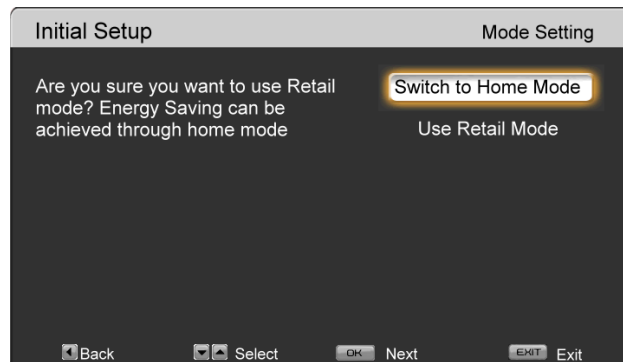 Initial Setup
Mode Setting
Are you sure you want to use Retail
mode? Energy Saving can be
achieved through home mode
Switch to Home Mode
Use Retail Mode
Back
Select
OK Next
EXIT Exit